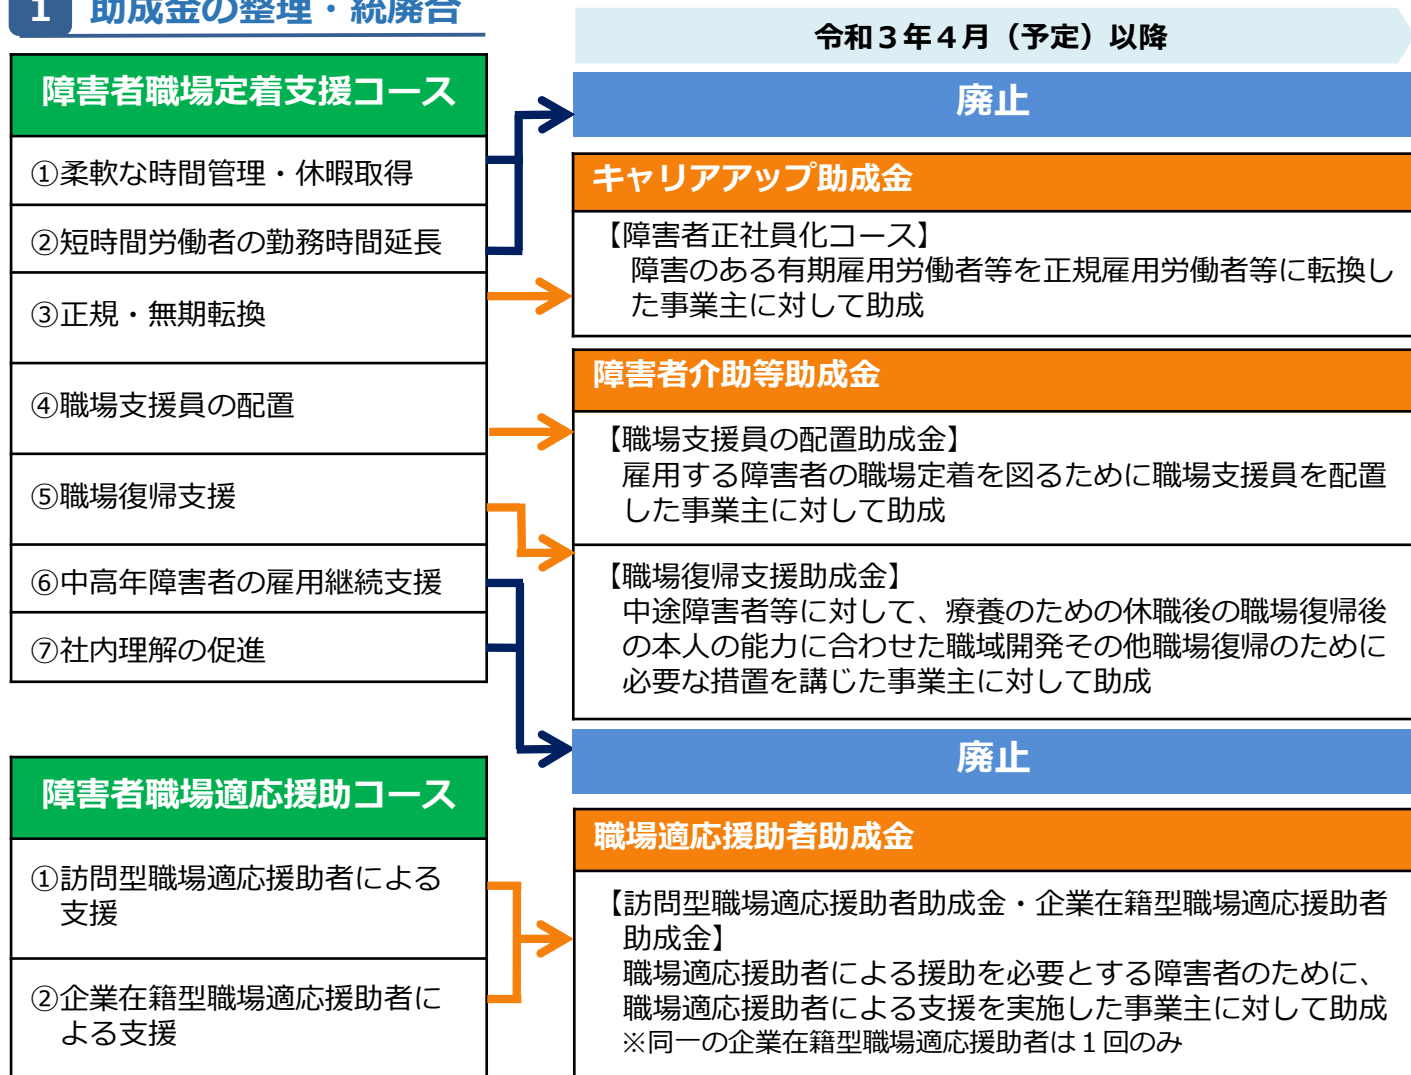 1 助成金の整理・統廃合
令和３年４月（予定）以降
障害者職場定着支援コース
①柔軟な時間管理・休暇取得
②短時間労働者の勤務時間延長
③正規・無期転換
④職場支援員の配置
⑤職場復帰支援
⑥中高年障害者の雇用継続支援
⑦社内理解の促進
廃止
キャリアアップ助成金
【障害者正社員化コース】
障害のある有期雇用労働者等を正規雇用労働者等に転換し
た事業主に対して助成
障害者介助等助成金
【職場支援員の配置助成金】
雇用する障害者の職場定着を図るために職場支援員を配置
した事業主に対して助成
【職場復帰支援助成金】
中途障害者等に対して、療養のための休職後の職場復帰後
の本人の能力に合わせた職域開発その他職場復帰のために
必要な措置を講じた事業主に対して助成
廃止
障害者職場適応援助コース
①訪問型職場適応援助者による
支援
②企業在籍型職場適応援助者に
よる支援
職場適応援助者助成金
【訪問型職場適応援助者助成金・企業在籍型職場適応援助者
助成金】
職場適応援助者による援助を必要とする障害者のために、
職場適応援助者による支援を実施した事業主に対して助成
※同一の企業在籍型職場適応援助者は１回のみ